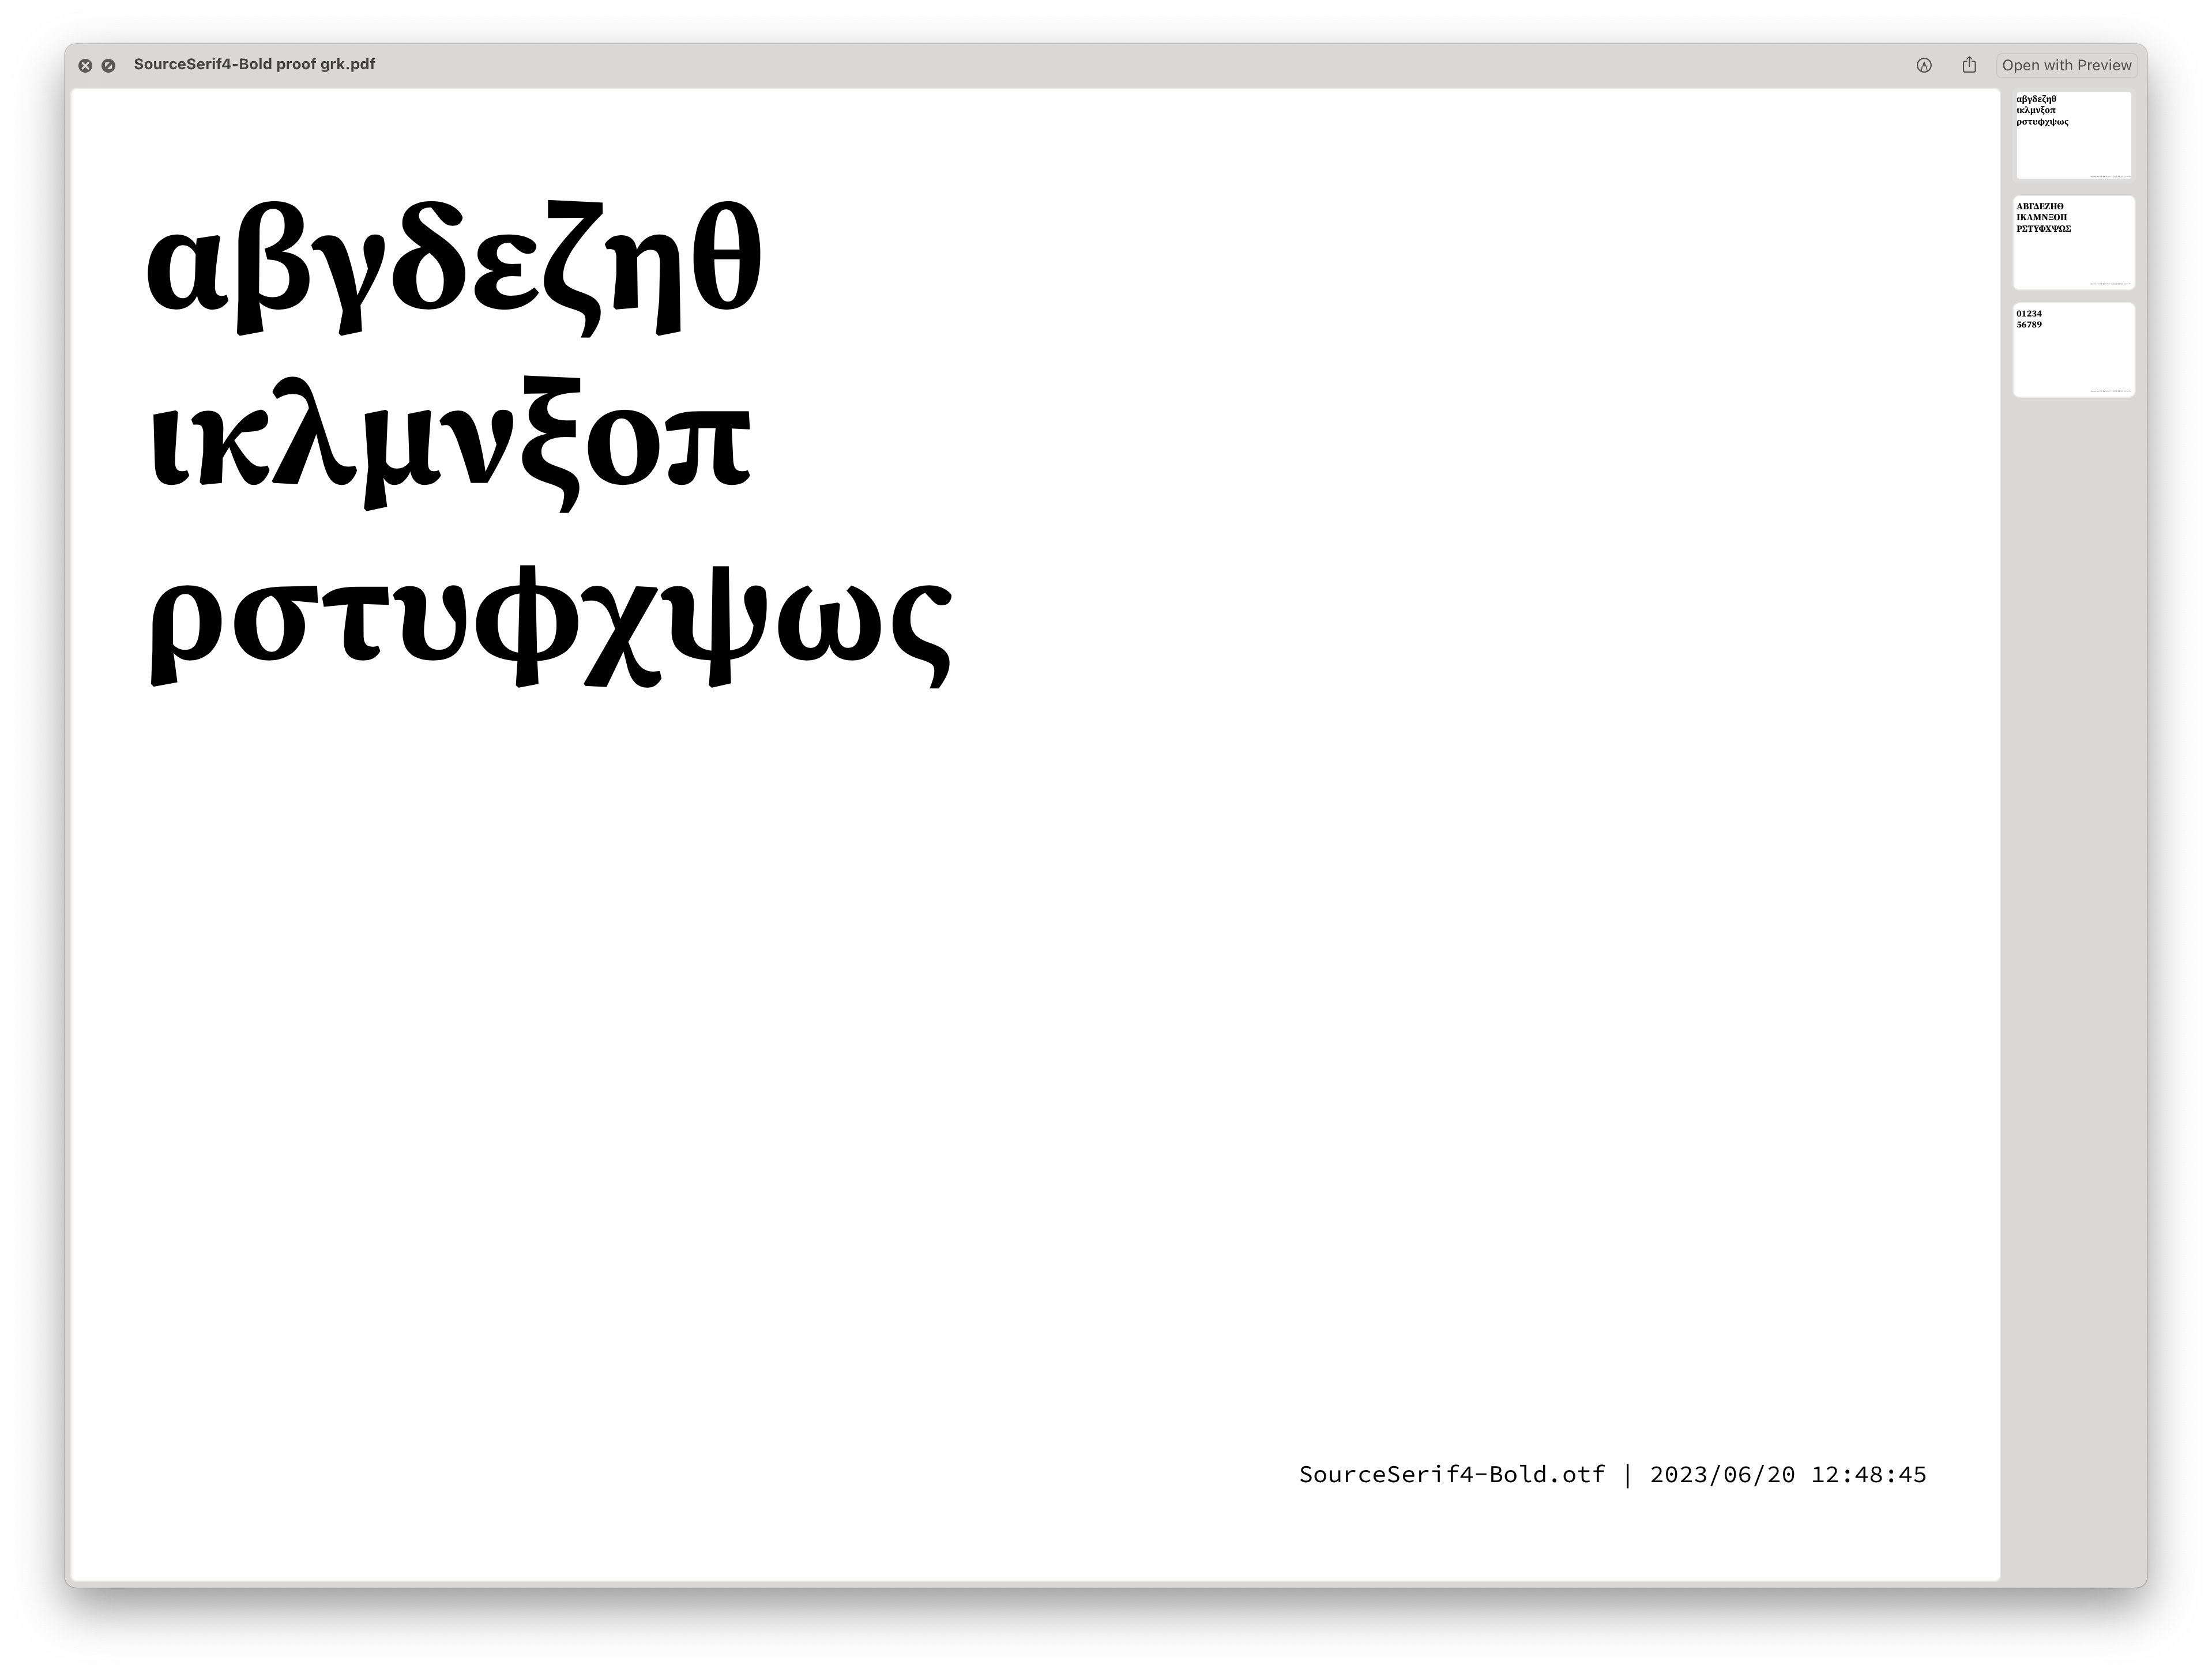 SourceSerif4-Bold proof grk.pdf
Open with Preview
αβγδεζηθ
ικλμνξοπ
ρστυφχψως
SourceSerif4-Bold.otf | 2023/06/20 12:48:45
αβγδεζηθ
ικλμνξοπ
ρστυφχψως
ΑΒΓΔΕΖΗΘ
ΙΚΛΜΝΞΟΠ
ΡΣΤΥΦΧΨΩΣ
01234
56789